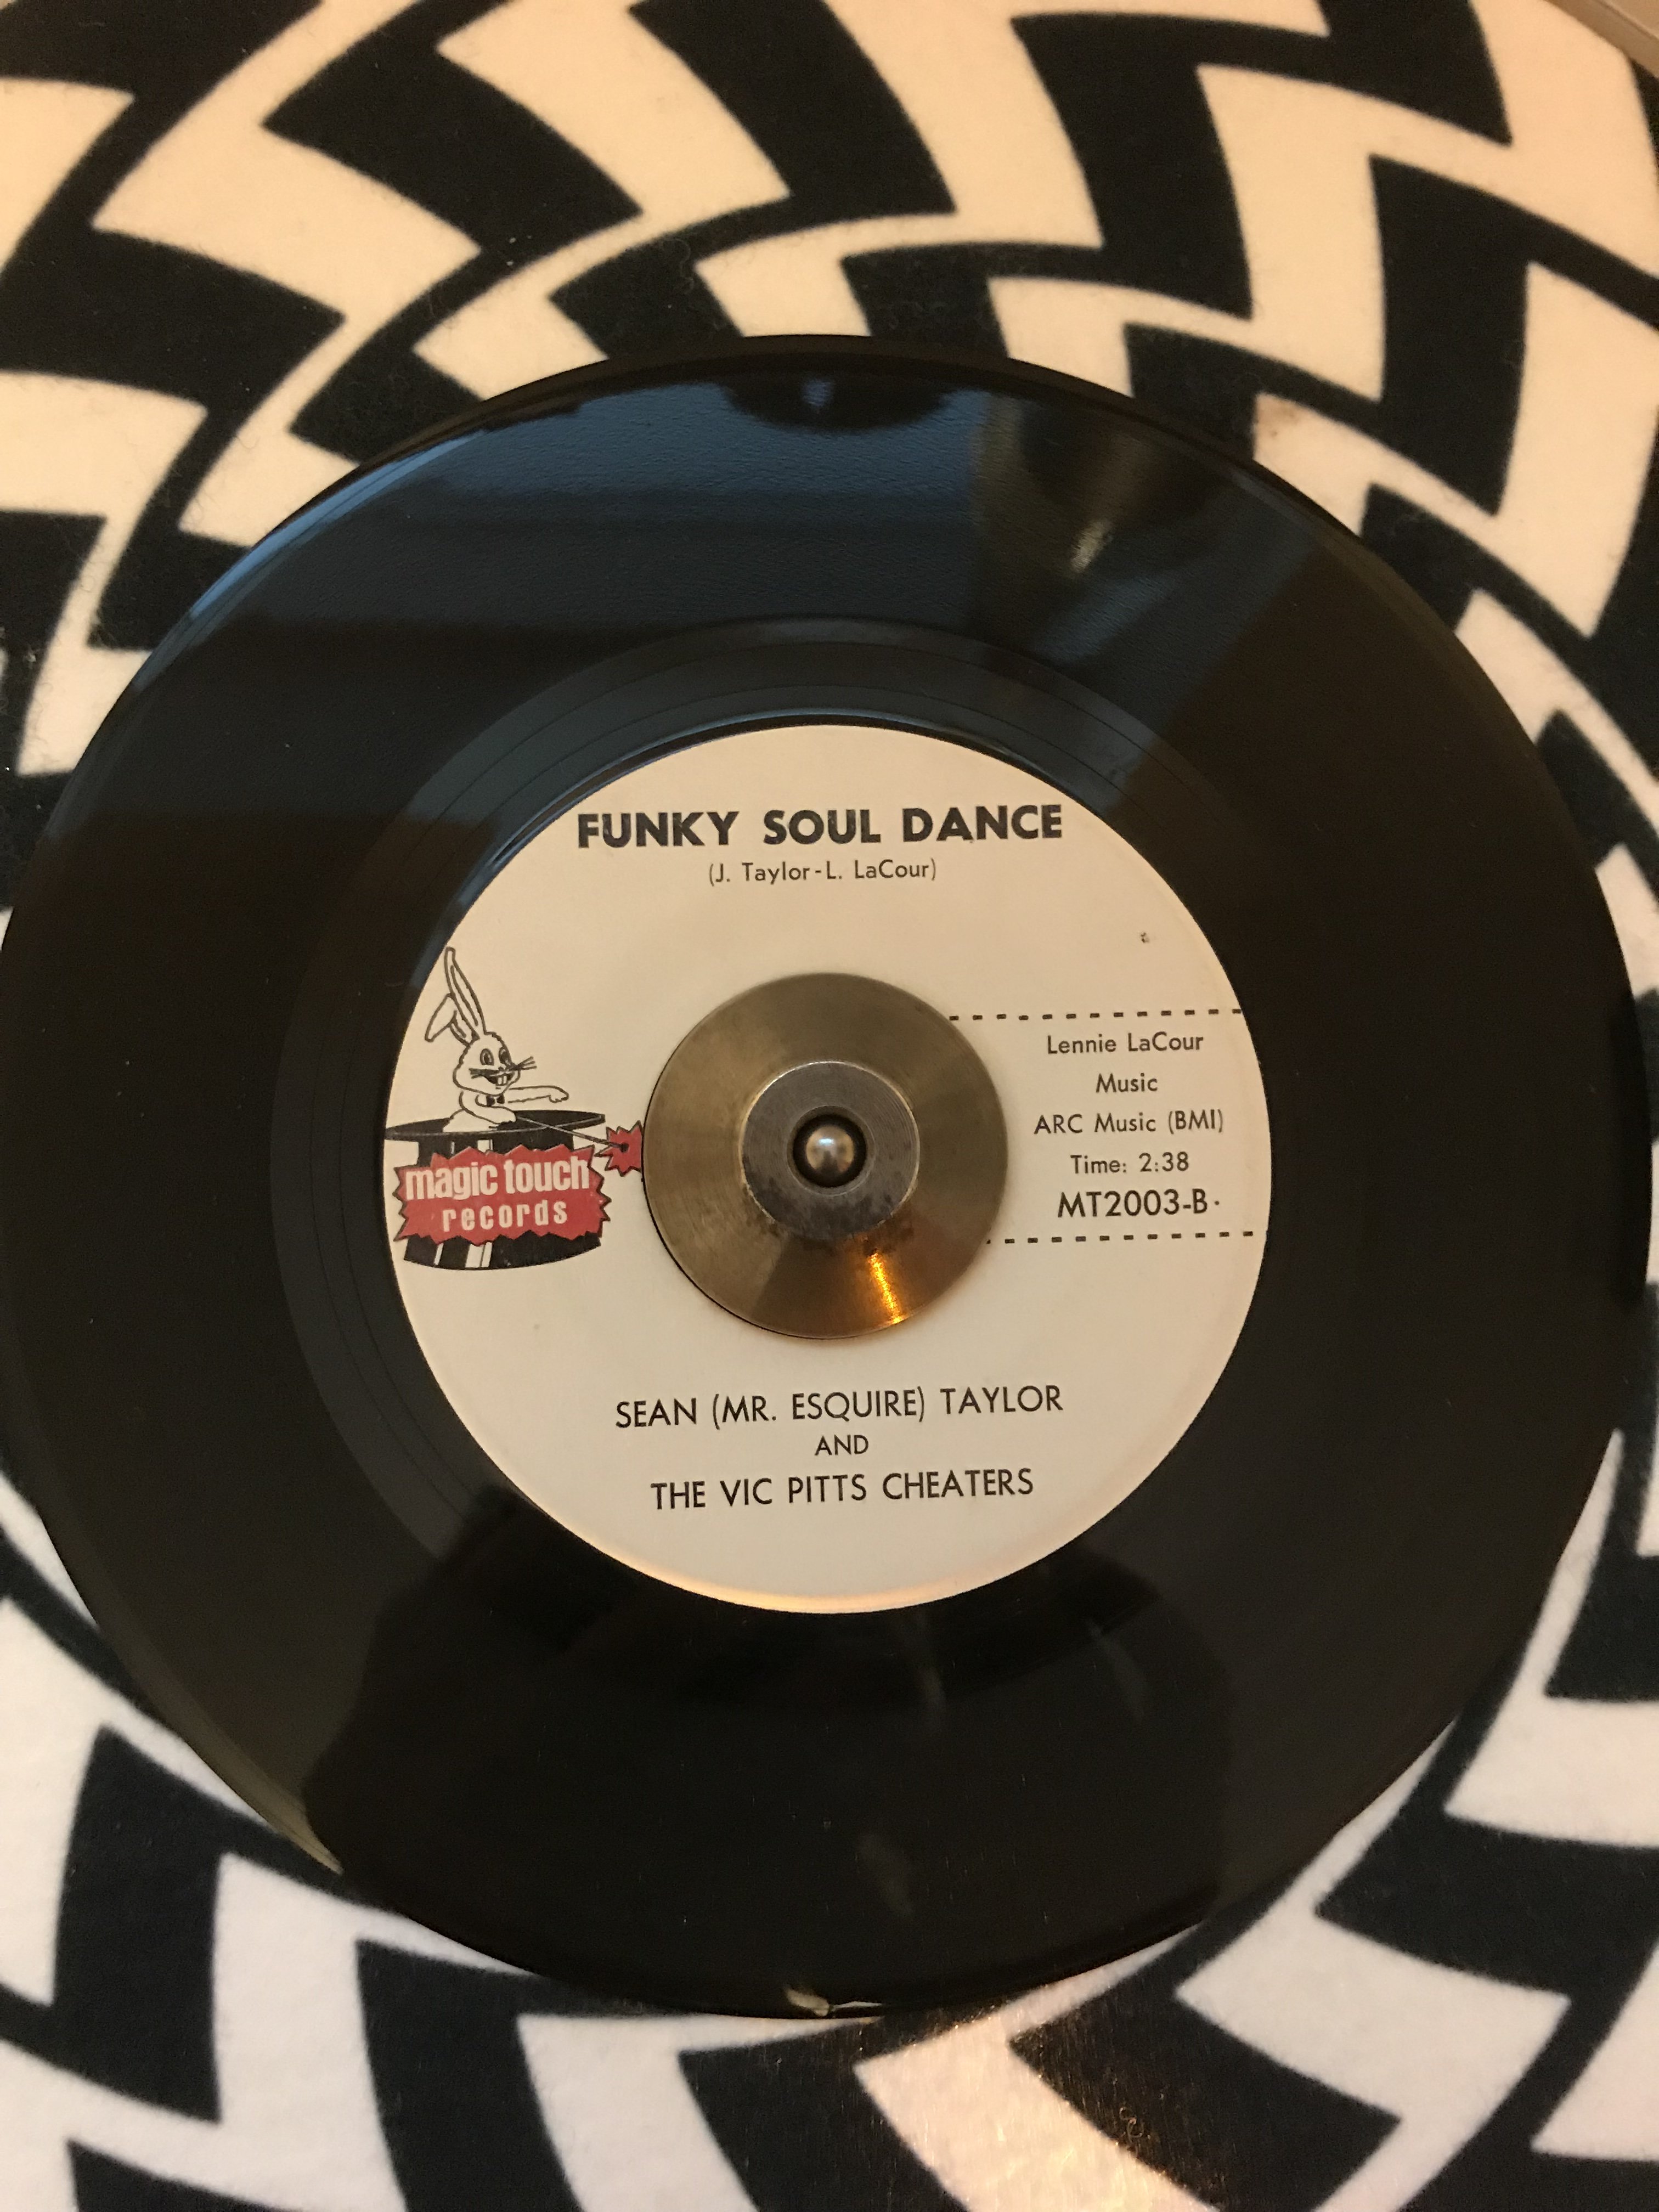 FUNKY SOUL DANCE
(J. Taylor-L. LaCour)
Lennie LaCour
Music
ARC Music (BMI)
Time: 2:38
MT2003-B
magic touch
records
SEAN (MR. ESQUIRE) TAYLOR
AND
THE VIC PITTS CHEATERS